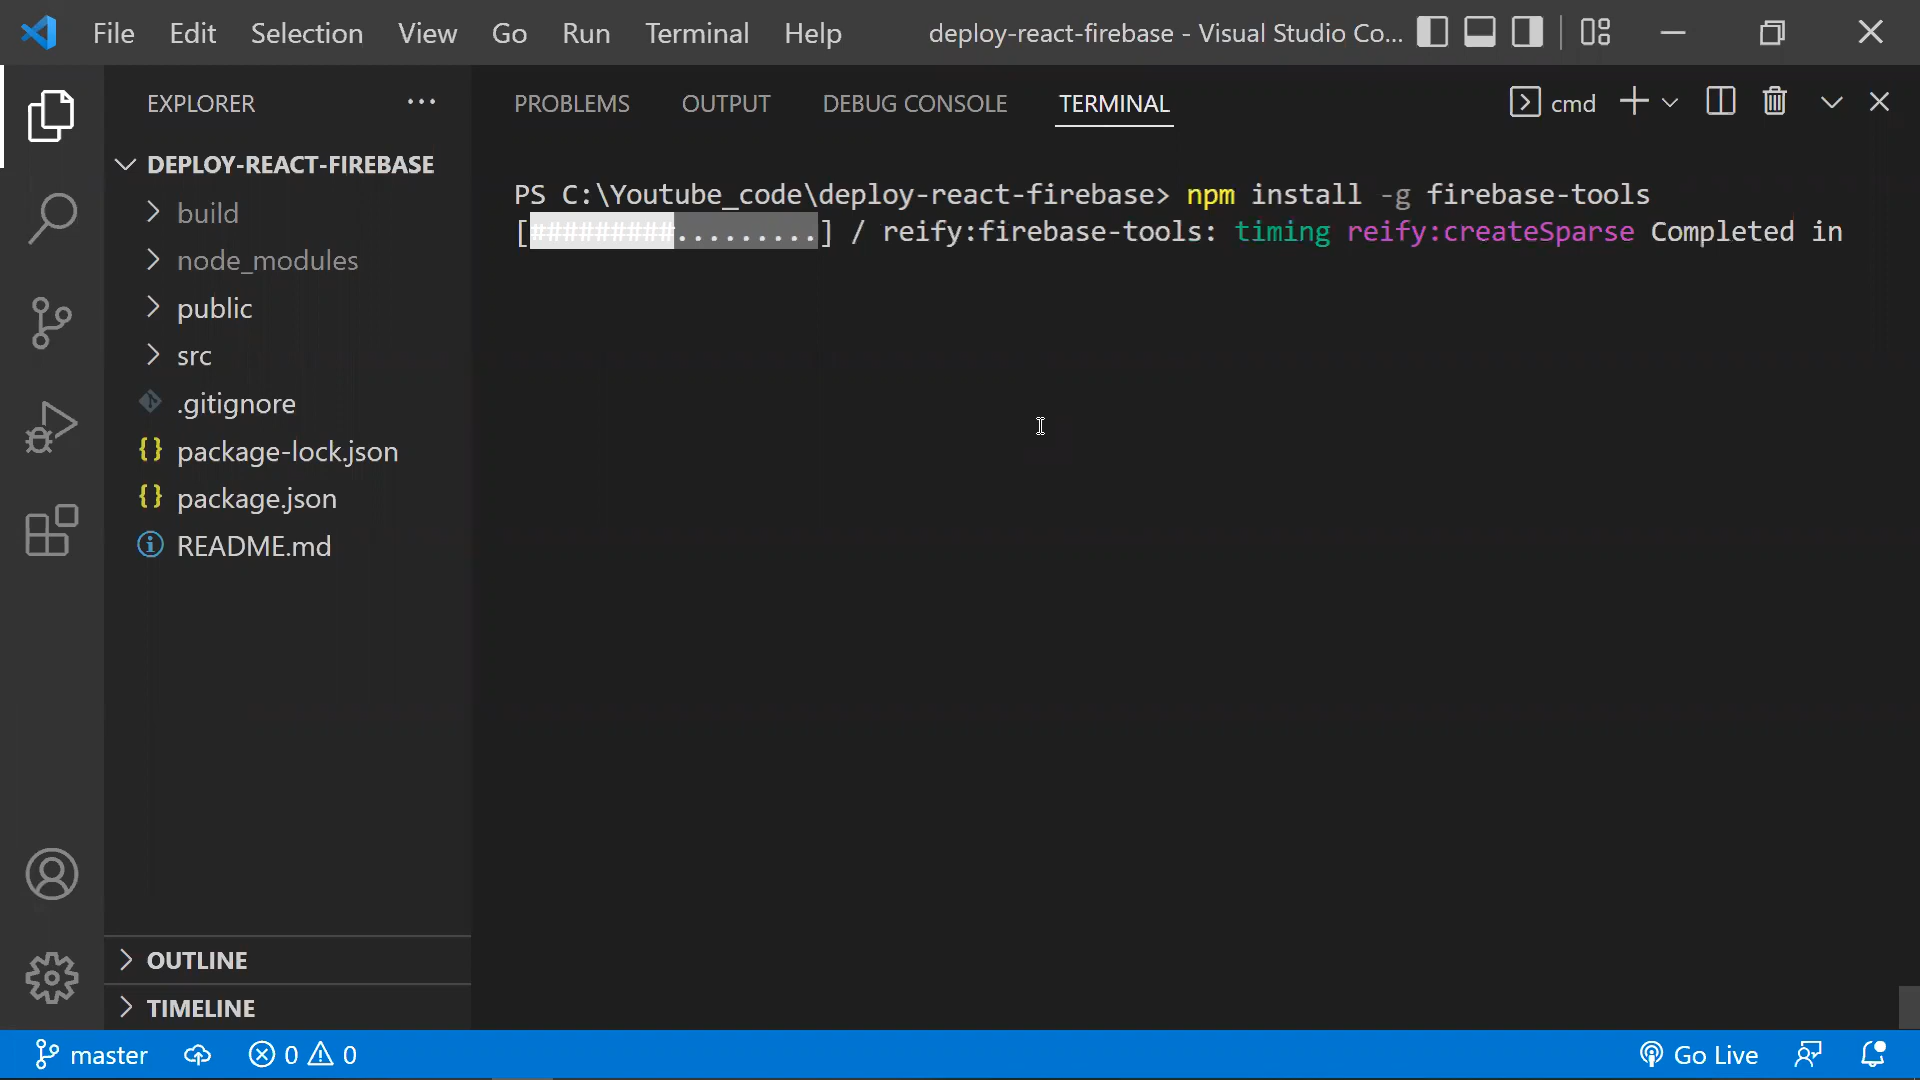 File Edit Selection View Go Run Terminal Help deploy-react-firebase - Visual Studio Co...
EXPLORER
PROBLEMS OUTPUT DEBUG CONSOLE TERMINAL cmd
DEPLOY-REACT-FIREBASE
build
node_modules
public
src
.gitignore
package-lock.json
package.json
README.md
PS C:\Youtube_code\deploy-react-firebase> npm install -g firebase-tools
[#########.........] / reify:firebase-tools: timing reify:createSparse Completed in
OUTLINE
TIMELINE
master 0 0 Go Live